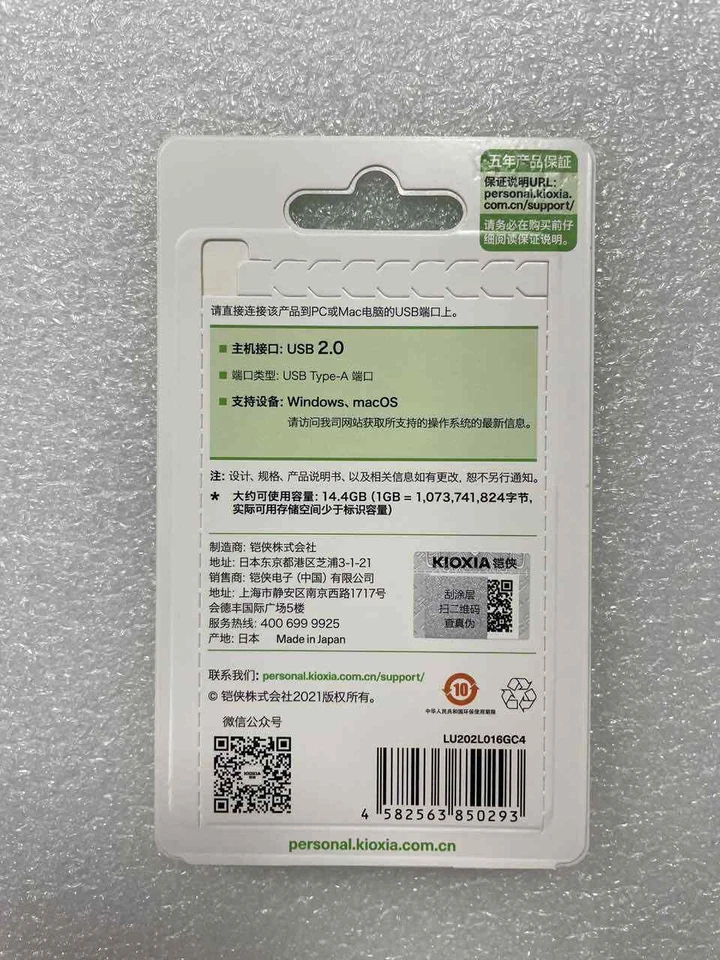 五年产品保证
保证说明URL:
personal.kioxia.
com.cn/support/
请务必在购买前仔
细阅读保证说明。
请直接连接该产品到PC或Mac电脑的USB端口上。
■ 主机接口: USB 2.0
■ 端口类型: USB Type-A 端口
■ 支持设备: Windows、macOS
请访问我司网站获取所支持的操作系统的最新信息。
注: 设计、规格、产品说明书、以及相关信息如有更改, 恕不另行通知。
* 大约可使用容量: 14.4GB (1GB = 1,073,741,824字节,
实际可用存储空间少于标识容量)
制造商: 铠侠株式会社
地址: 日本东京都港区芝浦3-1-21
销售商: 铠侠电子 (中国) 有限公司
地址: 上海市静安区南京西路1717号
会德丰国际广场5楼
服务热线: 400 699 9925
产地: 日本 Made in Japan
KIOXIA 铠侠
刮涂层
扫二维码
查真伪
联系我们: personal.kioxia.com.cn/support/
© 铠侠株式会社2021版权所有。
10
中华人民共和国环保使用期限
微信公众号
KIOXIA
LU202L016GC4
4 582563 850293
personal.kioxia.com.cn